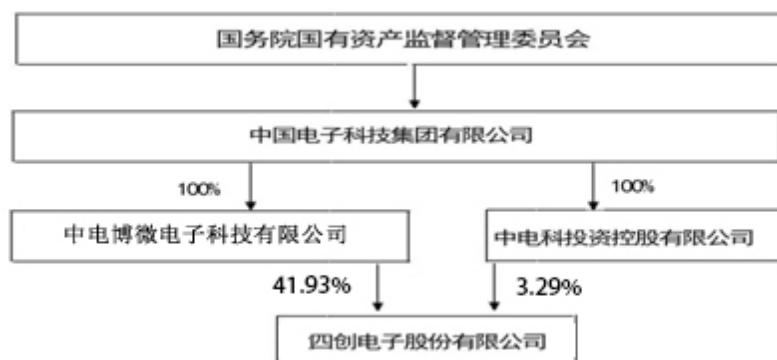 国务院国有资产监督管理委员会
中国电子科技集团有限公司
100%
100%
中电博微电子科技有限公司
中电科投资控股有限公司
41.93%
3.29%
四创电子股份有限公司